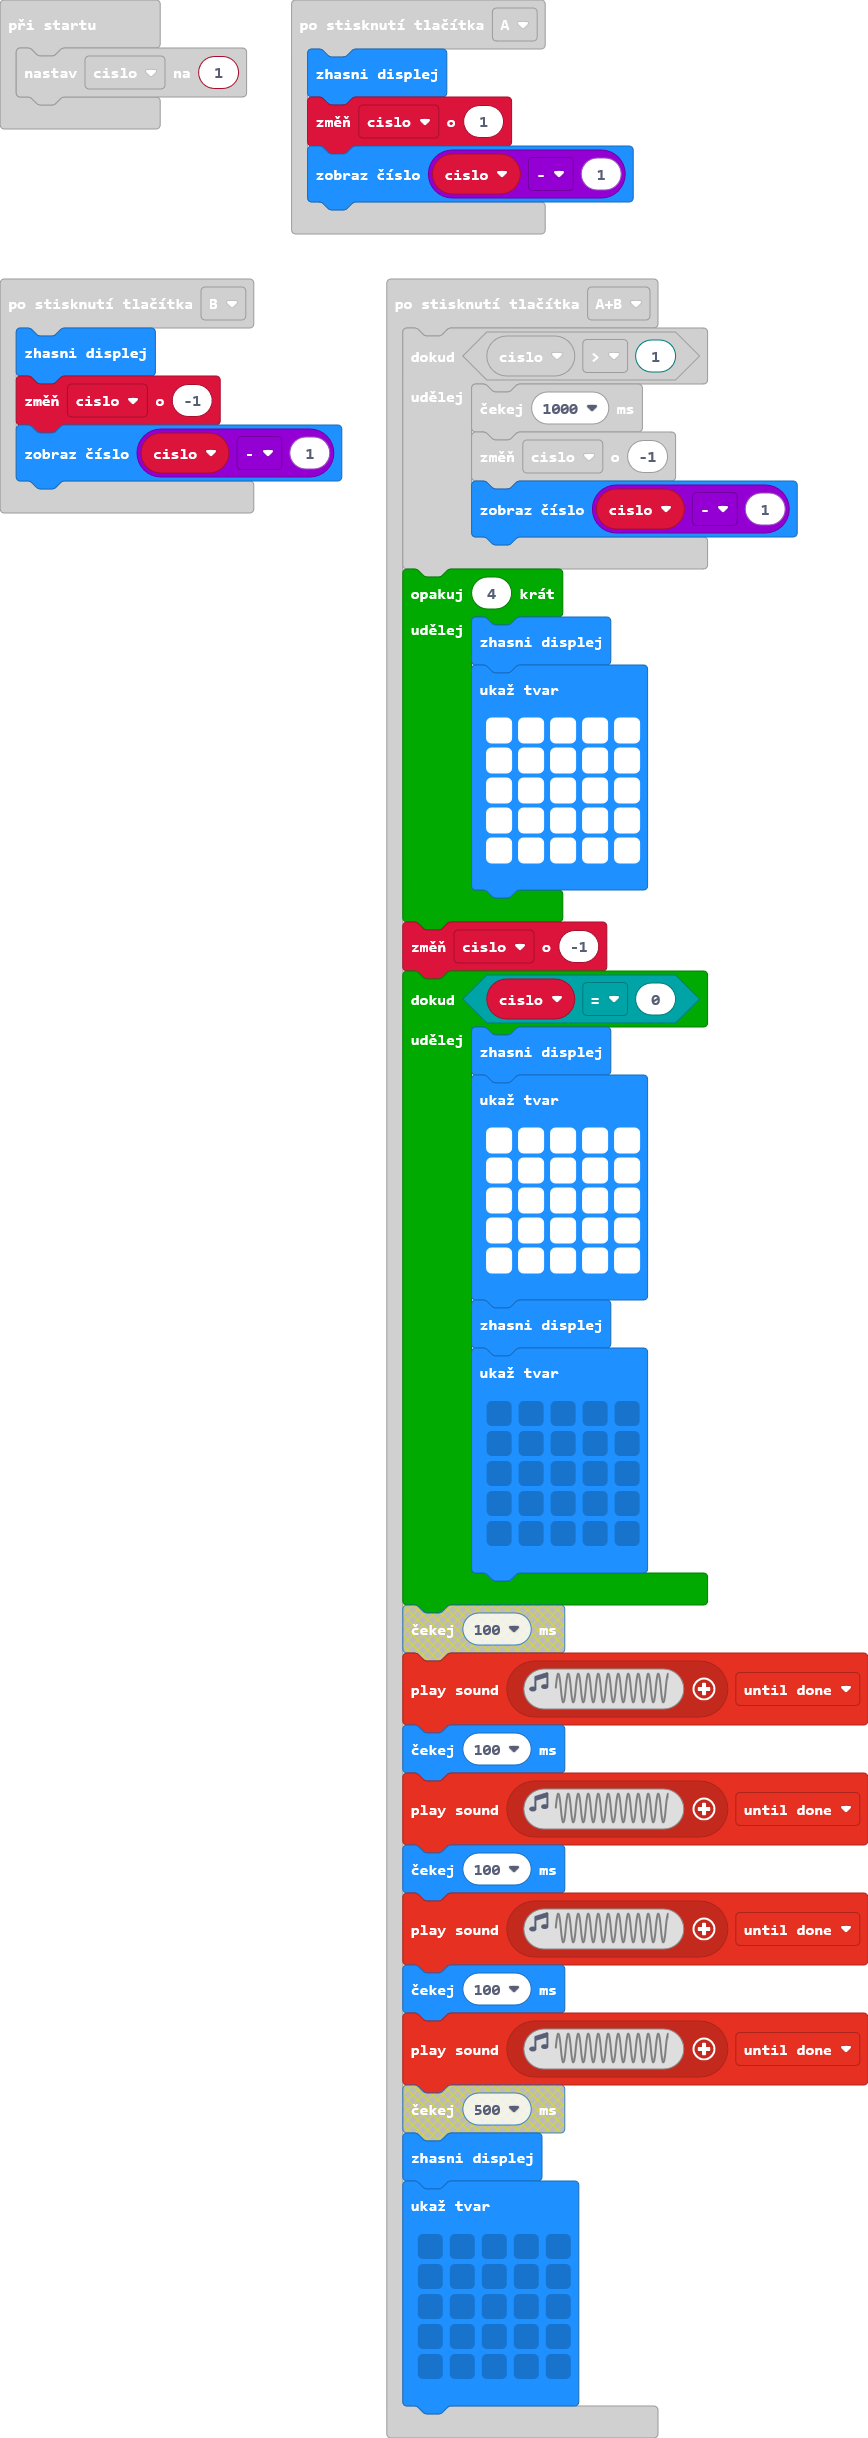 při startu
nastav cislo na 1
po stisknutí tlačítka A
zhasni displej
změň cislo o 1
zobraz číslo cislo - 1
po stisknutí tlačítka B
zhasni displej
změň cislo o -1
zobraz číslo cislo - 1
po stisknutí tlačítka A+B
dokud cislo > 1
udělej
čekej 1000 ms
změň cislo o -1
zobraz číslo cislo - 1
opakuj 4 krát
udělej
zhasni displej
ukaž tvar
změň cislo o -1
dokud cislo = 0
udělej
zhasni displej
ukaž tvar
zhasni displej
ukaž tvar
čekej 100 ms
play sound until done
čekej 100 ms
play sound until done
čekej 100 ms
play sound until done
čekej 100 ms
play sound until done
čekej 500 ms
zhasni displej
ukaž tvar